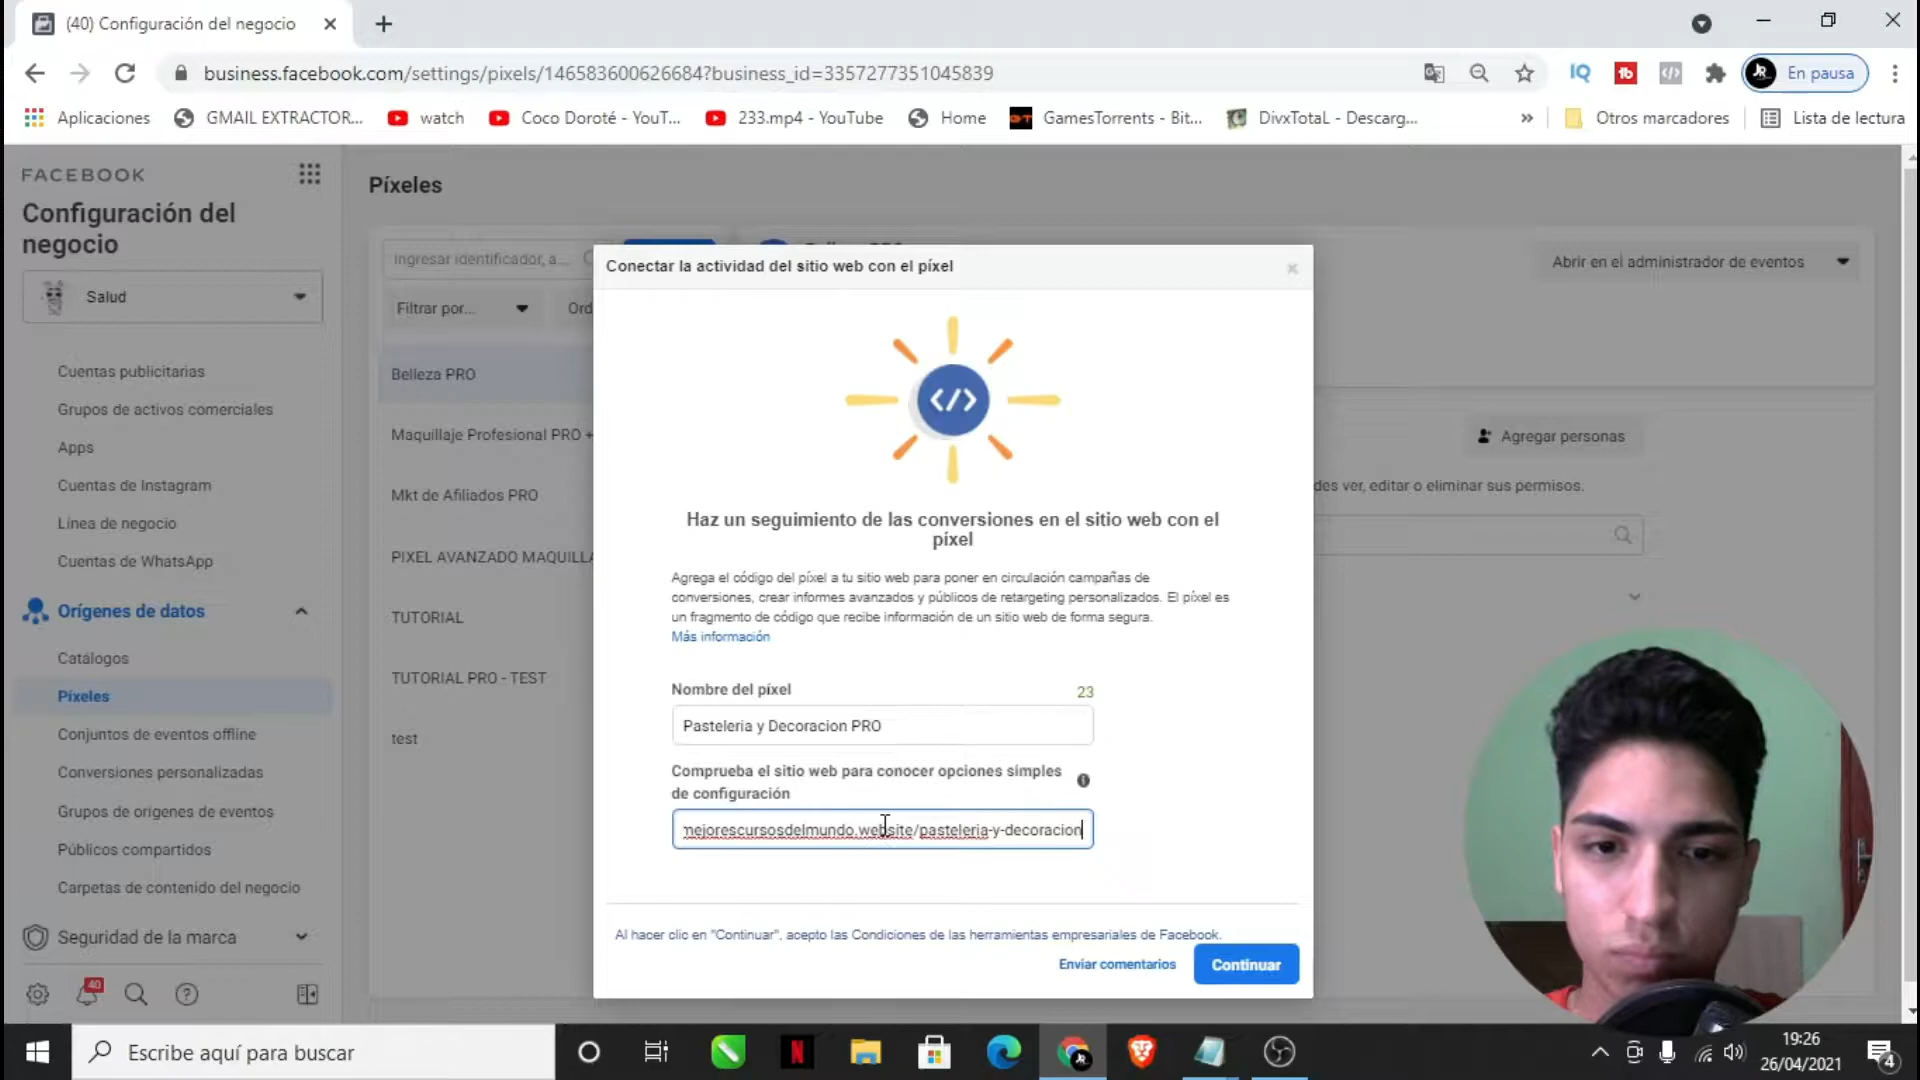 (40) Configuración del negocio
business.facebook.com/settings/pixels/146583600626684?business_id=3357277351045839
En pausa
Aplicaciones
GMAIL EXTRACTOR...
watch
Coco Doroté - YouT...
233.mp4 - YouTube
Home
GamesTorrents - Bit...
DivxTotaL - Descarg...
»
Otros marcadores
Lista de lectura
FACEBOOK
Configuración del
negocio
Salud
Cuentas publicitarias
Grupos de activos comerciales
Apps
Cuentas de Instagram
Línea de negocio
Cuentas de WhatsApp
Orígenes de datos
Catálogos
Píxeles
Conjuntos de eventos offline
Conversiones personalizadas
Grupos de orígenes de eventos
Públicos compartidos
Carpetas de contenido del negocio
Seguridad de la marca
40
Píxeles
Ingresar identificador, a...
Filtrar por...
Ord
Belleza PRO
Maquillaje Profesional PRO +
Mkt de Afiliados PRO
PIXEL AVANZADO MAQUILLA
TUTORIAL
TUTORIAL PRO - TEST
test
Abrir en el administrador de eventos
Agregar personas
des ver, editar o eliminar sus permisos.
Conectar la actividad del sitio web con el píxel
</>
Haz un seguimiento de las conversiones en el sitio web con el
píxel
Agrega el código del píxel a tu sitio web para poner en circulación campañas de
conversiones, crear informes avanzados y públicos de retargeting personalizados. El píxel es
un fragmento de código que recibe información de un sitio web de forma segura.
Más información
Nombre del píxel
23
Pasteleria y Decoracion PRO
Comprueba el sitio web para conocer opciones simples
de configuración
mejorescursosdelmundo.website/pasteleria-y-decoracion
Al hacer clic en "Continuar", acepto las Condiciones de las herramientas empresariales de Facebook.
Enviar comentarios
Continuar
Escribe aquí para buscar
19:26
26/04/2021
4